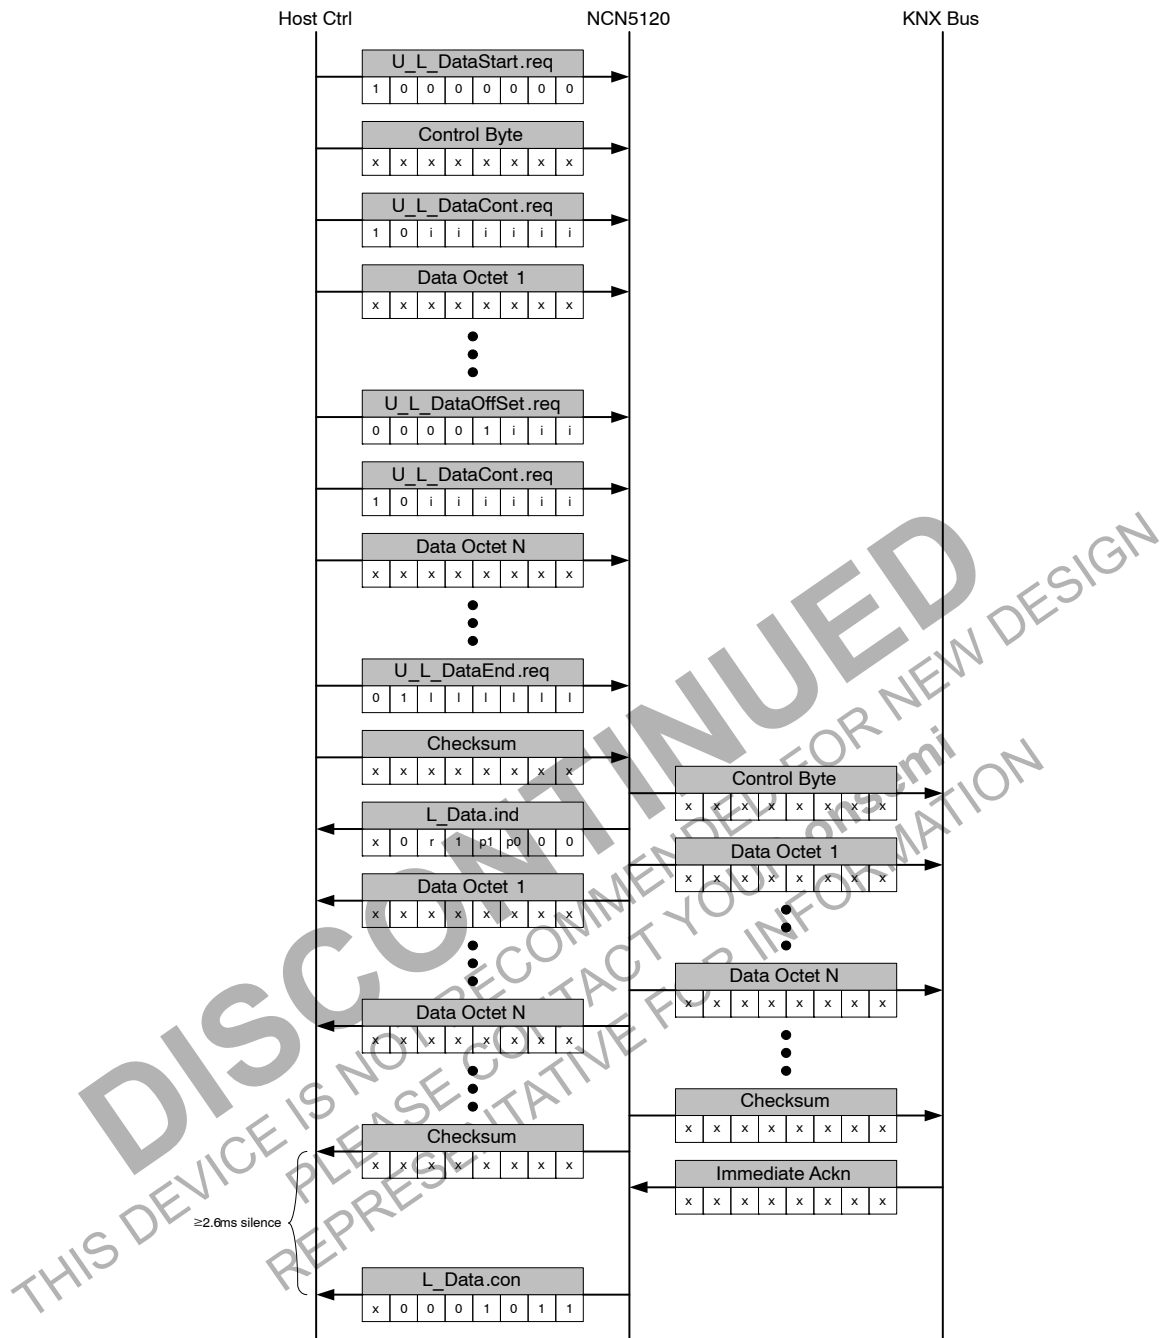 Host Ctrl NCN5120 KNX Bus
U_L_DataStart.req
1 0 0 0 0 0 0 0
Control Byte
x x x x x x x x
U_L_DataCont.req
1 0 i i i i i i
Data Octet 1
x x x x x x x x
U_L_DataOffSet.req
0 0 0 0 1 i i i
U_L_DataCont.req
1 0 i i i i i i
Data Octet N
x x x x x x x x
U_L_DataEnd.req
0 1 l l l l l l
Checksum
x x x x x x x x
Control Byte
x x x x x x x x
L_Data.ind
x 0 r 1 p1 p0 0 0
Data Octet 1
x x x x x x x x
Data Octet 1
x x x x x x x x
Data Octet N
x x x x x x x x
Data Octet N
x x x x x x x x
Checksum
x x x x x x x x
Checksum
x x x x x x x x
Immediate Ackn
x x x x x x x x
≥2.6ms silence
L_Data.con
x 0 0 0 1 0 1 1
DISCONTINUED
THIS DEVICE IS NOT RECOMMENDED FOR NEW DESIGN
PLEASE CONTACT YOUR onsemi
REPRESENTATIVE FOR INFORMATION